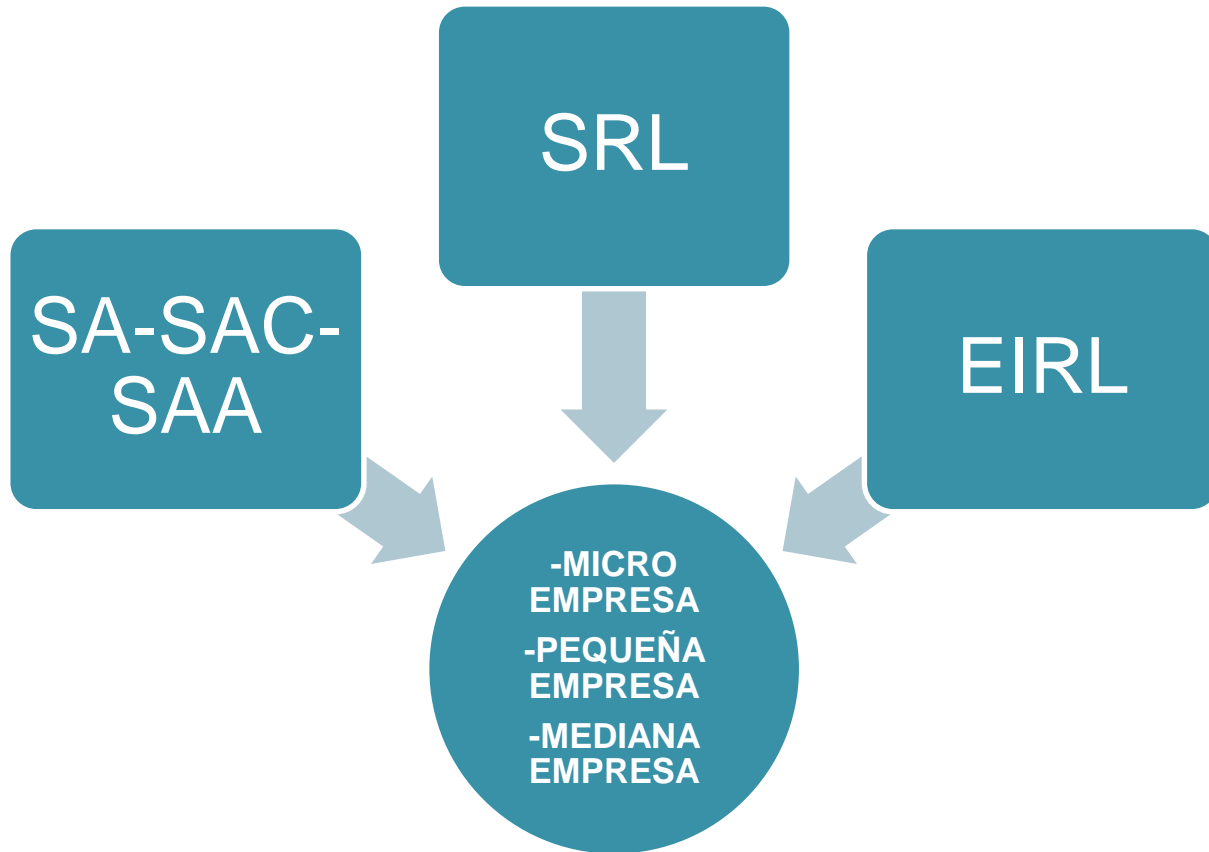 SRL
SA-SAC-
SAA
EIRL
-MICRO
EMPRESA
-PEQUEÑA
EMPRESA
-MEDIANA
EMPRESA